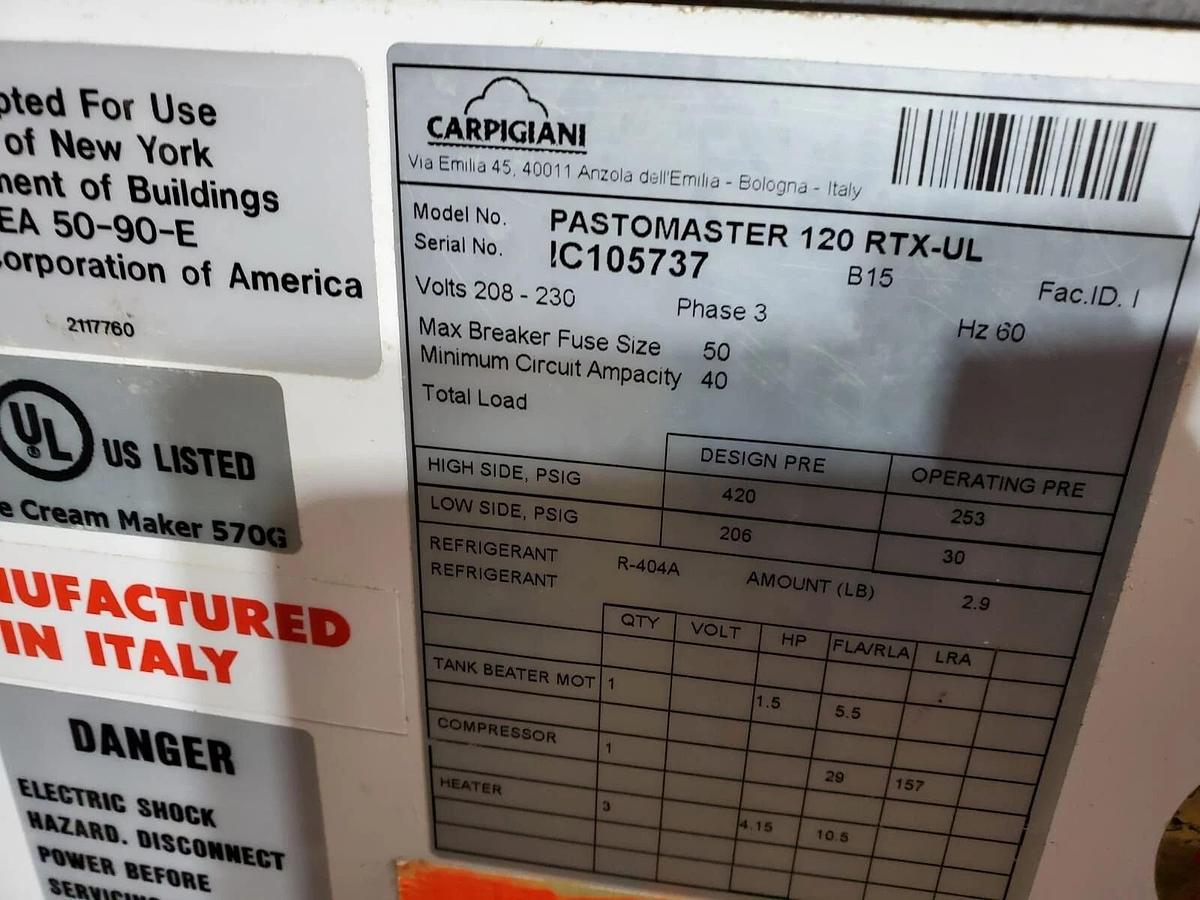 For Use
of New York
of Buildings
50-90-E
of America
2117760
UL
US LISTED
Cream Maker 570G
IN ITALY
DANGER
ELECTRIC SHOCK
HAZARD. DISCONNECT
POWER BEFORE
CARPIGIANI
Via Emilia 45, 40011 Anzola dell'Emilia - Bologna - Italy
Model No. PASTOMASTER 120 RTX-UL
Serial No. IC105737 B15 Fac.ID. I
Volts 208 - 230 Phase 3 Hz 60
Max Breaker Fuse Size 50
Minimum Circuit Ampacity 40
Total Load
DESIGN PRE OPERATING PRE
HIGH SIDE, PSIG 420 253
LOW SIDE, PSIG 206 30
REFRIGERANT R-404A AMOUNT (LB) 2.9
REFRIGERANT
QTY VOLT HP FLA/RLA LRA
TANK BEATER MOT 1 1.5 5.5
COMPRESSOR 1 29 157
HEATER 3 4.15 10.5